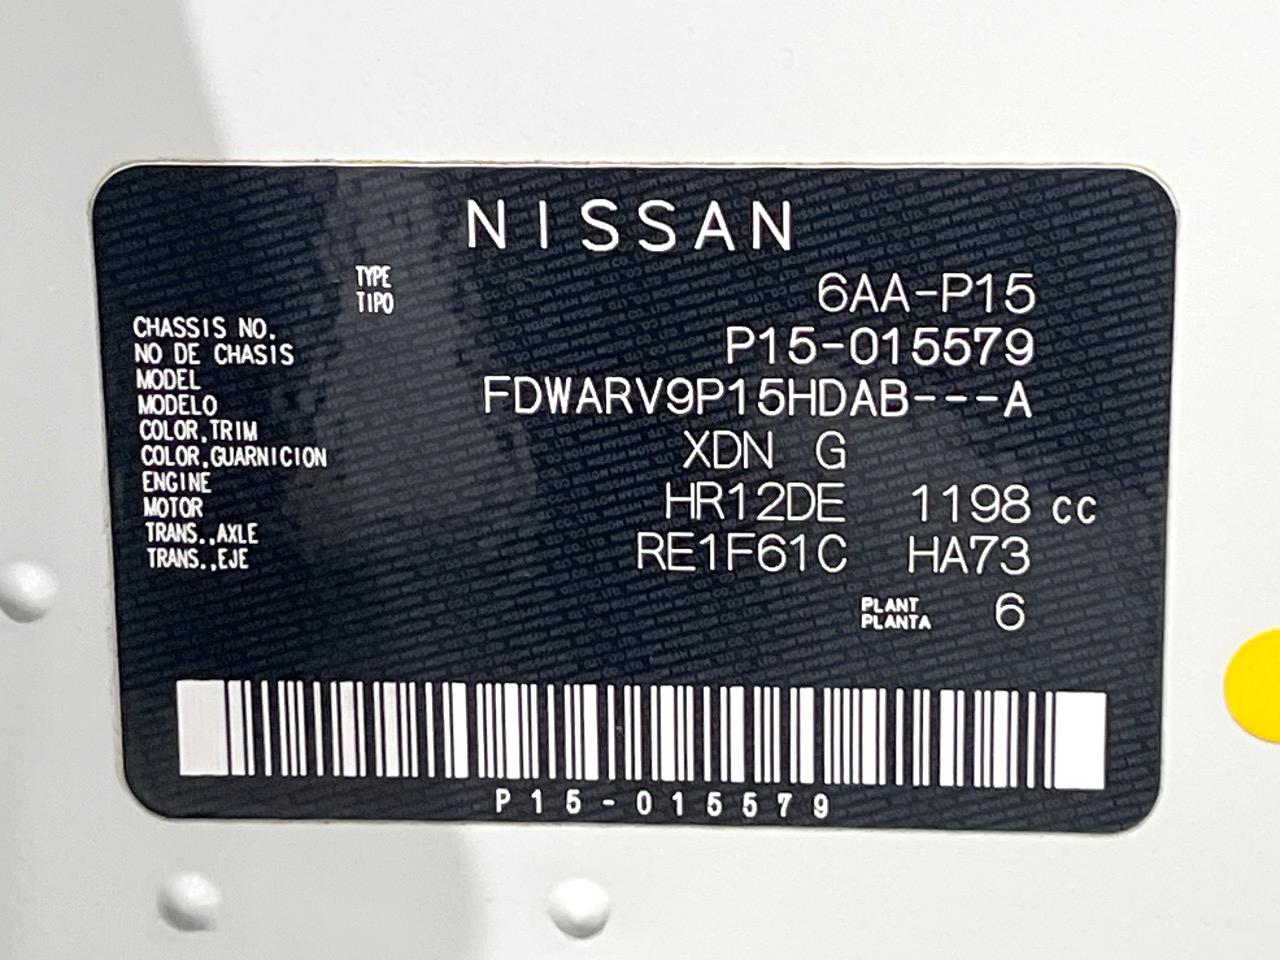 NISSAN
TYPE
TIPO 6AA-P15
CHASSIS NO.
NO DE CHASIS P15-015579
MODEL
MODELO FDWARV9P15HDAB---A
COLOR,TRIM
COLOR,GUARNICION XDN G
ENGINE
MOTOR HR12DE 1198 cc
TRANS.,AXLE
TRANS.,EJE RE1F61C HA73
PLANT
PLANTA 6
P15-015579